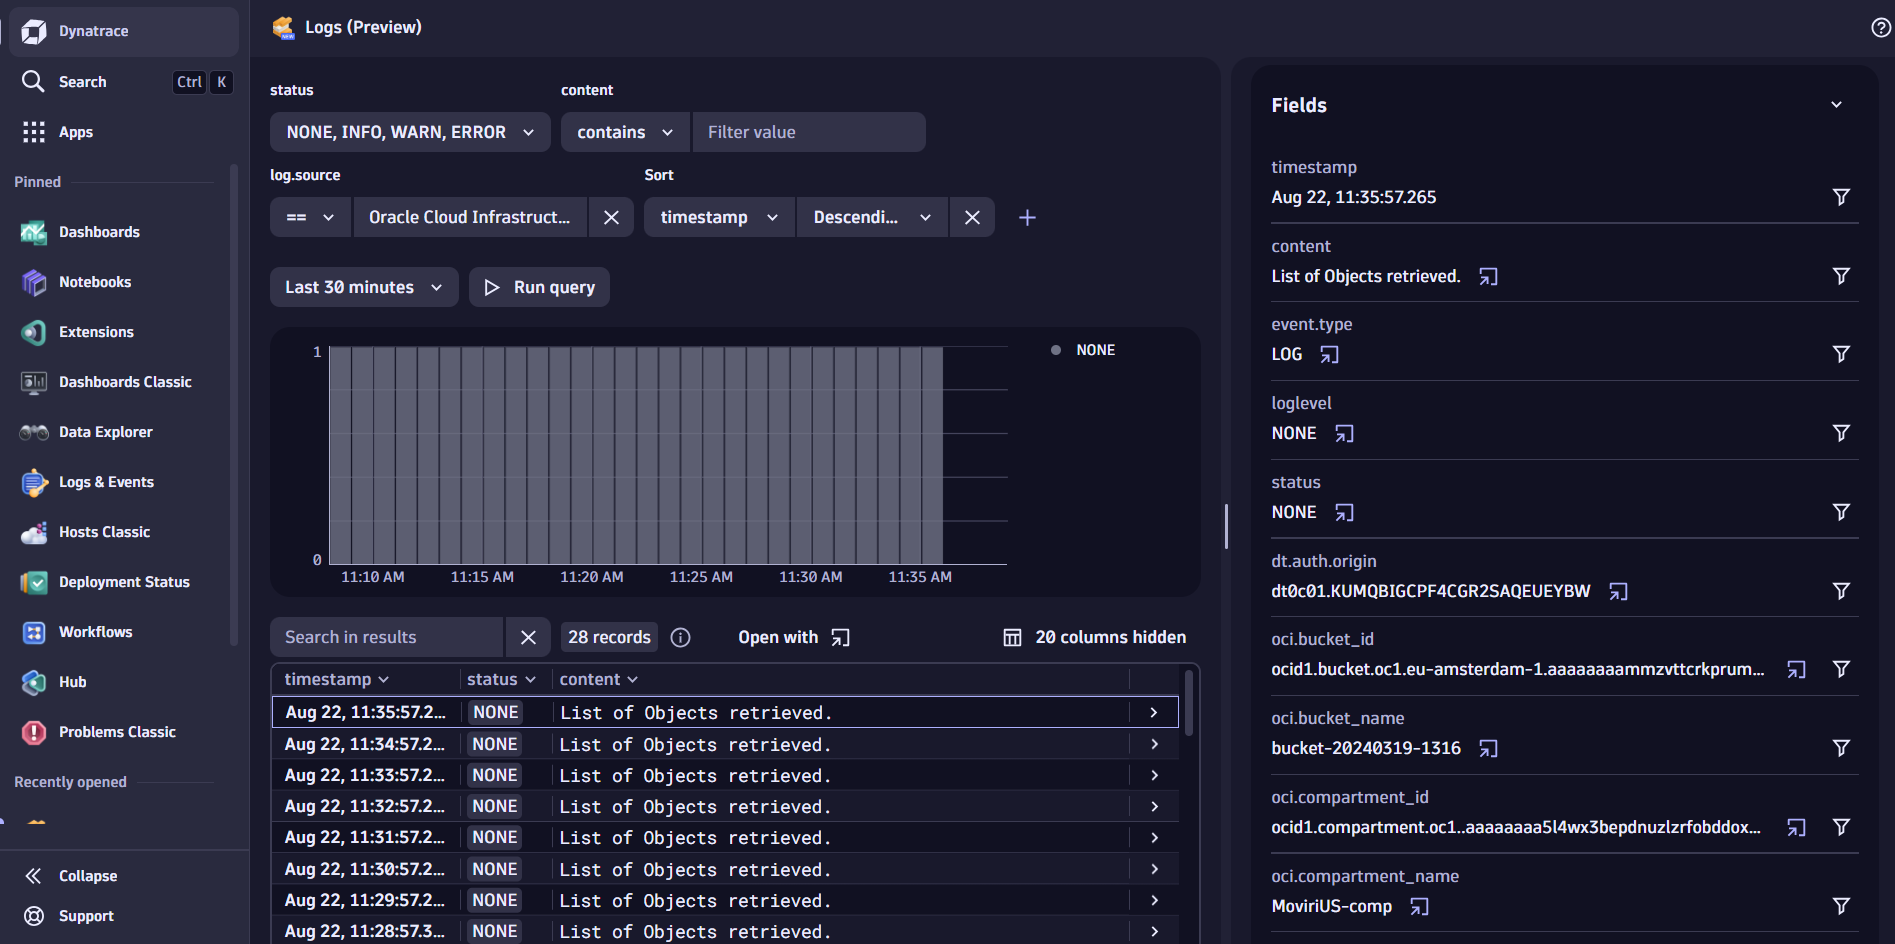 Dynatrace
Search
Ctrl K
Apps
Pinned
Dashboards
Notebooks
Extensions
Dashboards Classic
Data Explorer
Logs & Events
Hosts Classic
Deployment Status
Workflows
Hub
Problems Classic
Recently opened
Collapse
Support
Logs (Preview)
status
content
NONE, INFO, WARN, ERROR
contains
Filter value
log.source
Sort
==
Oracle Cloud Infrastruct...
timestamp
Descendi...
Last 30 minutes
Run query
1
0
11:10 AM
11:15 AM
11:20 AM
11:25 AM
11:30 AM
11:35 AM
NONE
Search in results
28 records
Open with
20 columns hidden
timestamp status content
Aug 22, 11:35:57.2... NONE List of Objects retrieved.
Aug 22, 11:34:57.2... NONE List of Objects retrieved.
Aug 22, 11:33:57.2... NONE List of Objects retrieved.
Aug 22, 11:32:57.2... NONE List of Objects retrieved.
Aug 22, 11:31:57.2... NONE List of Objects retrieved.
Aug 22, 11:30:57.2... NONE List of Objects retrieved.
Aug 22, 11:29:57.2... NONE List of Objects retrieved.
Aug 22, 11:28:57.3... NONE List of Objects retrieved.
Fields
timestamp
Aug 22, 11:35:57.265
content
List of Objects retrieved.
event.type
LOG
loglevel
NONE
status
NONE
dt.auth.origin
dt0c01.KUMQBIGCPF4CGR2SAQEUEYBW
oci.bucket_id
ocid1.bucket.oc1.eu-amsterdam-1.aaaaaaaammzvttcrkprum...
oci.bucket_name
bucket-20240319-1316
oci.compartment_id
ocid1.compartment.oc1..aaaaaaaa5l4wx3bepdnuzlzrfobddox...
oci.compartment_name
MoviriUS-comp